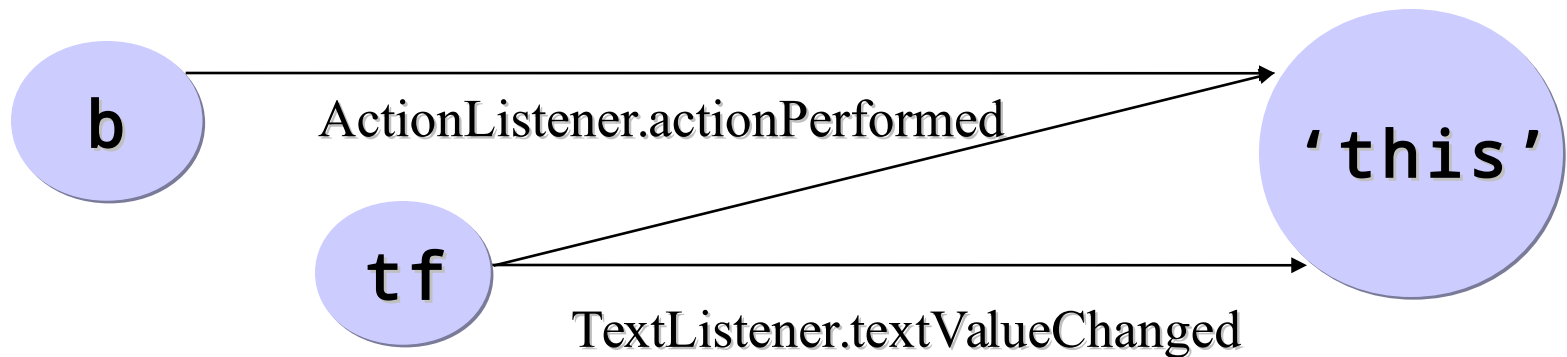 b
ActionListener.actionPerformed
‘this’
tf
TextListener.textValueChanged